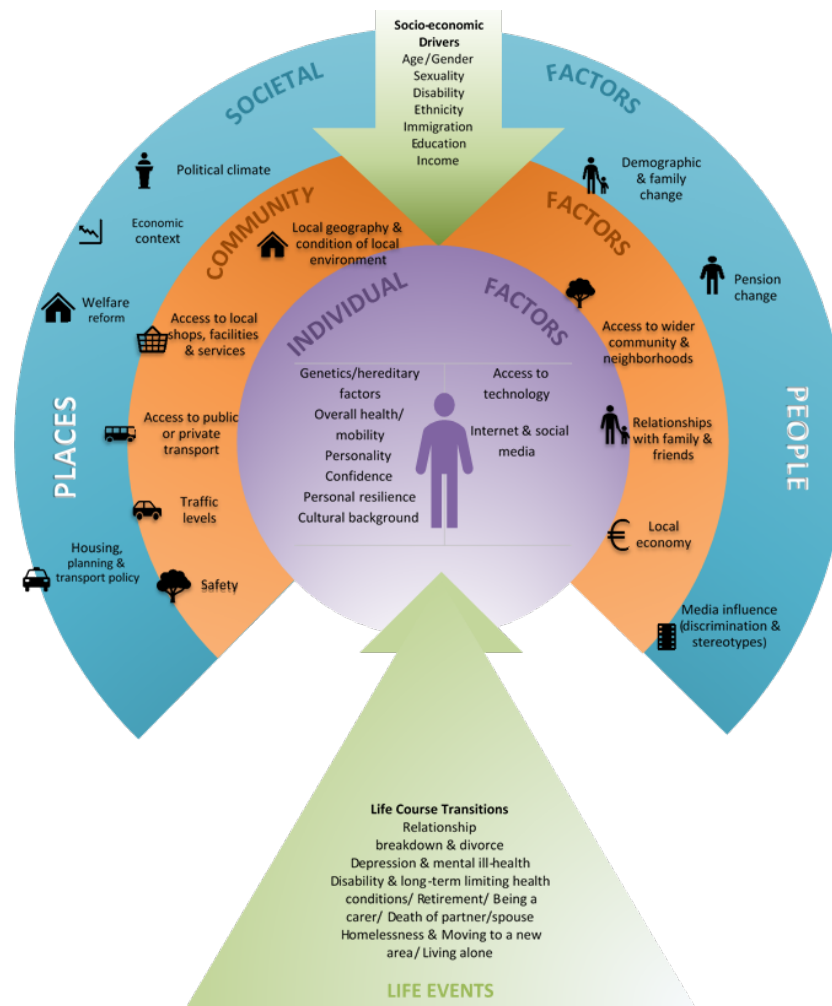 Socio-economic
Drivers
Age/Gender
Sexuality
Disability
Ethnicity
Immigration
Education
Income
SOCIETAL
FACTORS
Political climate
Economic
context
Welfare
reform
PLACES
Housing,
planning &
transport policy
Demographic
& family
change
Pension
change
PEOPLE
Media influence
(discrimination &
stereotypes)
COMMUNITY
FACTORS
Local geography &
condition of local
environment
Access to local
shops, facilities
& services
Access to public
or private
transport
Traffic
levels
Safety
Access to wider
community &
neighborhoods
Relationships
with family &
friends
€
Local
economy
INDIVIDUAL
FACTORS
Genetics/hereditary
factors
Overall health/
mobility
Personality
Confidence
Personal resilience
Cultural background
Access to
technology
Internet & social
media
Life Course Transitions
Relationship
breakdown & divorce
Depression & mental ill-health
Disability & long-term limiting health
conditions/ Retirement/ Being a
carer/ Death of partner/spouse
Homelessness & Moving to a new
area/ Living alone
LIFE EVENTS